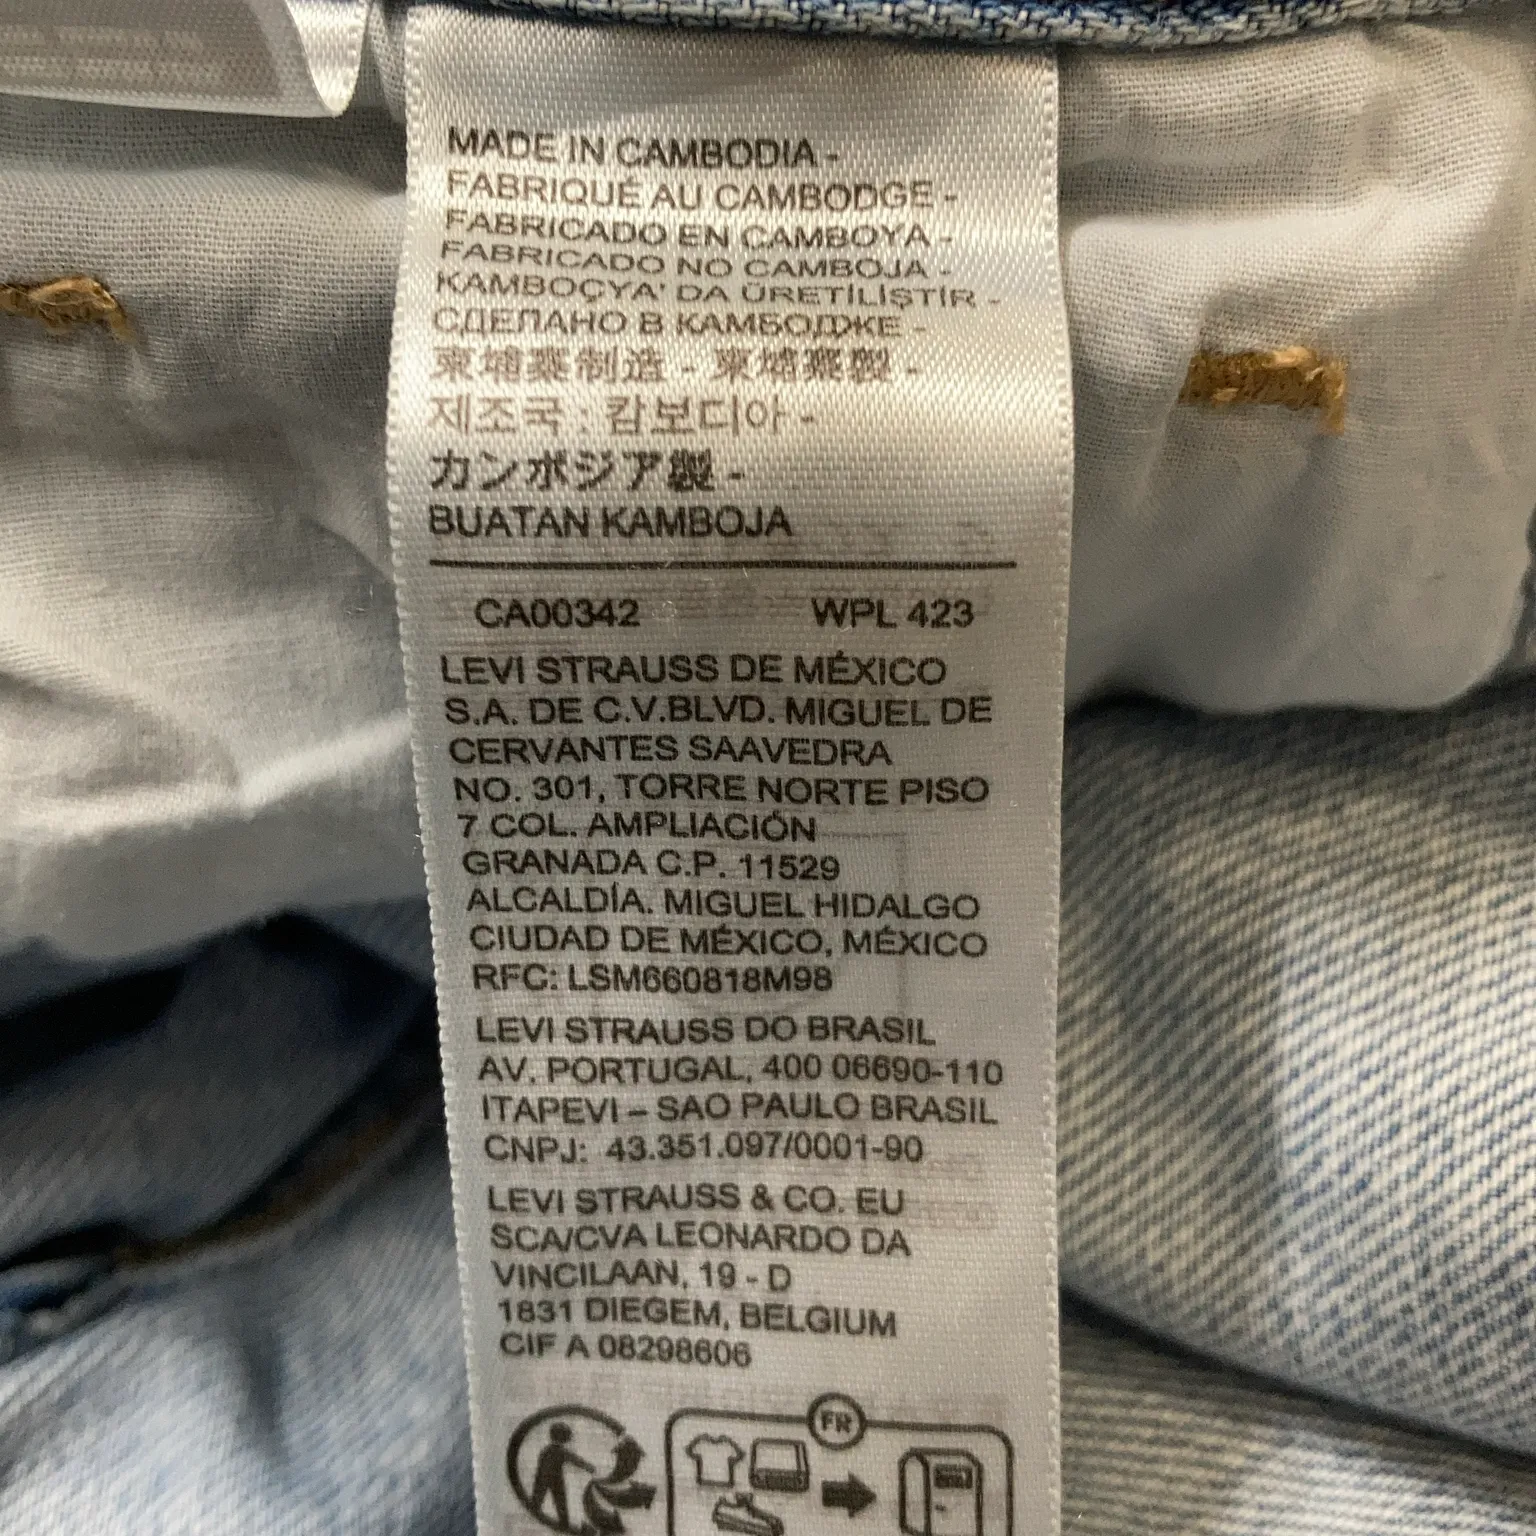 MADE IN CAMBODIA -
FABRIQUÉ AU CAMBODGE -
FABRICADO EN CAMBOYA -
FABRICADO NO CAMBOJA -
KAMBOÇYA' DA ÜRETİLİŞTİR -
СДЕЛАНО В КАМБОДЖЕ -
柬埔寨制造 - 柬埔寨製 -
제조국 : 캄보디아 -
カンボジア製 -
BUATAN KAMBOJA
CA00342 WPL 423
LEVI STRAUSS DE MÉXICO
S.A. DE C.V.BLVD. MIGUEL DE
CERVANTES SAAVEDRA
NO. 301, TORRE NORTE PISO
7 COL. AMPLIACIÓN
GRANADA C.P. 11529
ALCALDÍA. MIGUEL HIDALGO
CIUDAD DE MÉXICO, MÉXICO
RFC: LSM660818M98
LEVI STRAUSS DO BRASIL
AV. PORTUGAL, 400 06690-110
ITAPEVI – SAO PAULO BRASIL
CNPJ: 43.351.097/0001-90
LEVI STRAUSS & CO. EU
SCA/CVA LEONARDO DA
VINCILAAN, 19 - D
1831 DIEGEM, BELGIUM
CIF A 08298606
FR